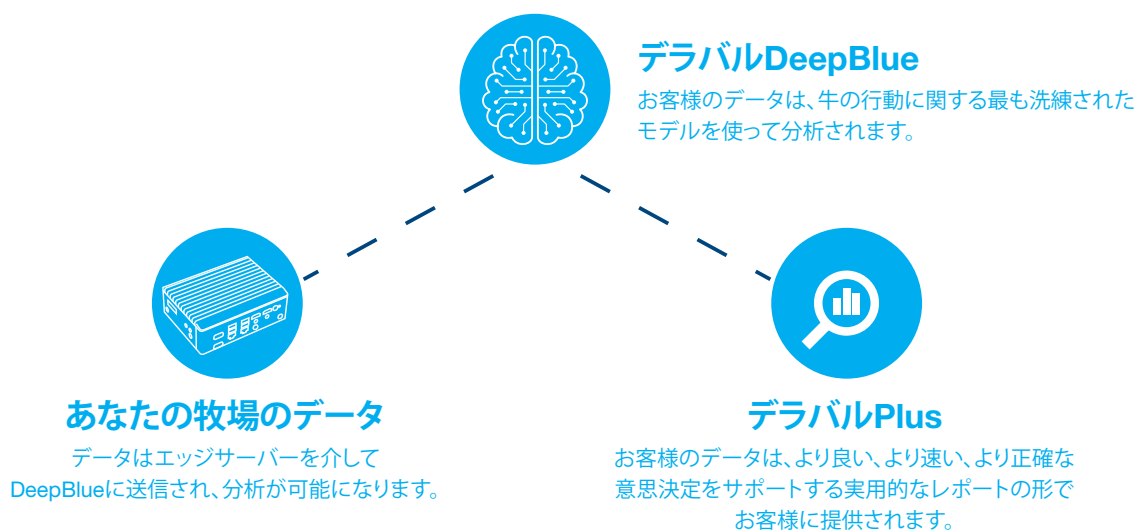 デラバルDeepBlue
お客様のデータは、牛の行動に関する最も洗練された
モデルを使って分析されます。
あなたの牧場のデータ
データはエッジサーバーを介して
DeepBlueに送信され、分析が可能になります。
デラバルPlus
お客様のデータは、より良い、より速い、より正確な
意思決定をサポートする実用的なレポートの形で
お客様に提供されます。